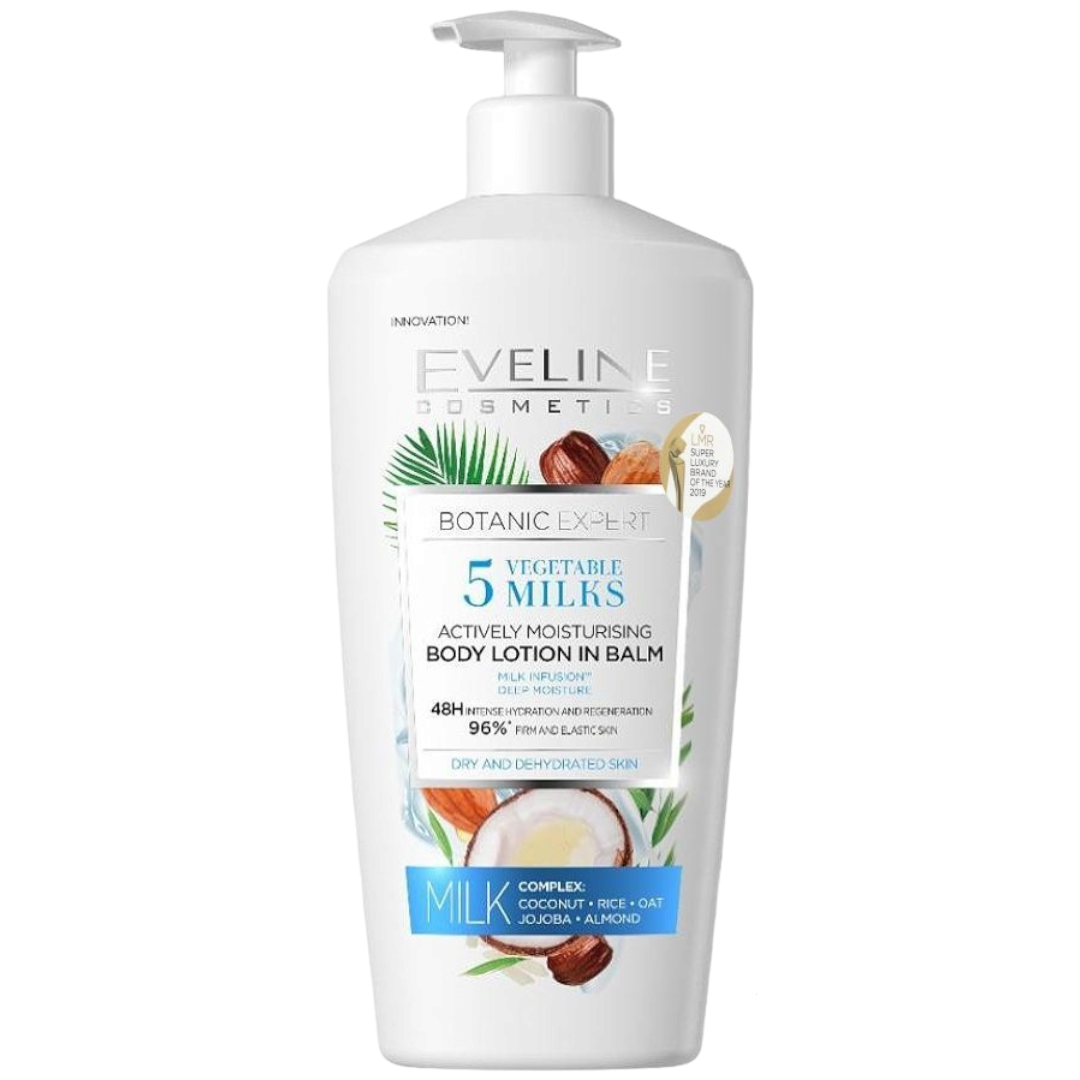 INNOVATION!
EVELINE
COSMETICS
LMR
SUPER
LUXURY
BRAND
OF THE YEAR
2019
BOTANIC EXPERT
5 VEGETABLE
MILKS
ACTIVELY MOISTURISING
BODY LOTION IN BALM
MILK INFUSION™
DEEP MOISTURE
48H INTENSE HYDRATION AND REGENERATION
96%* FIRM AND ELASTIC SKIN
DRY AND DEHYDRATED SKIN
MILK COMPLEX:
COCONUT • RICE • OAT
JOJOBA • ALMOND